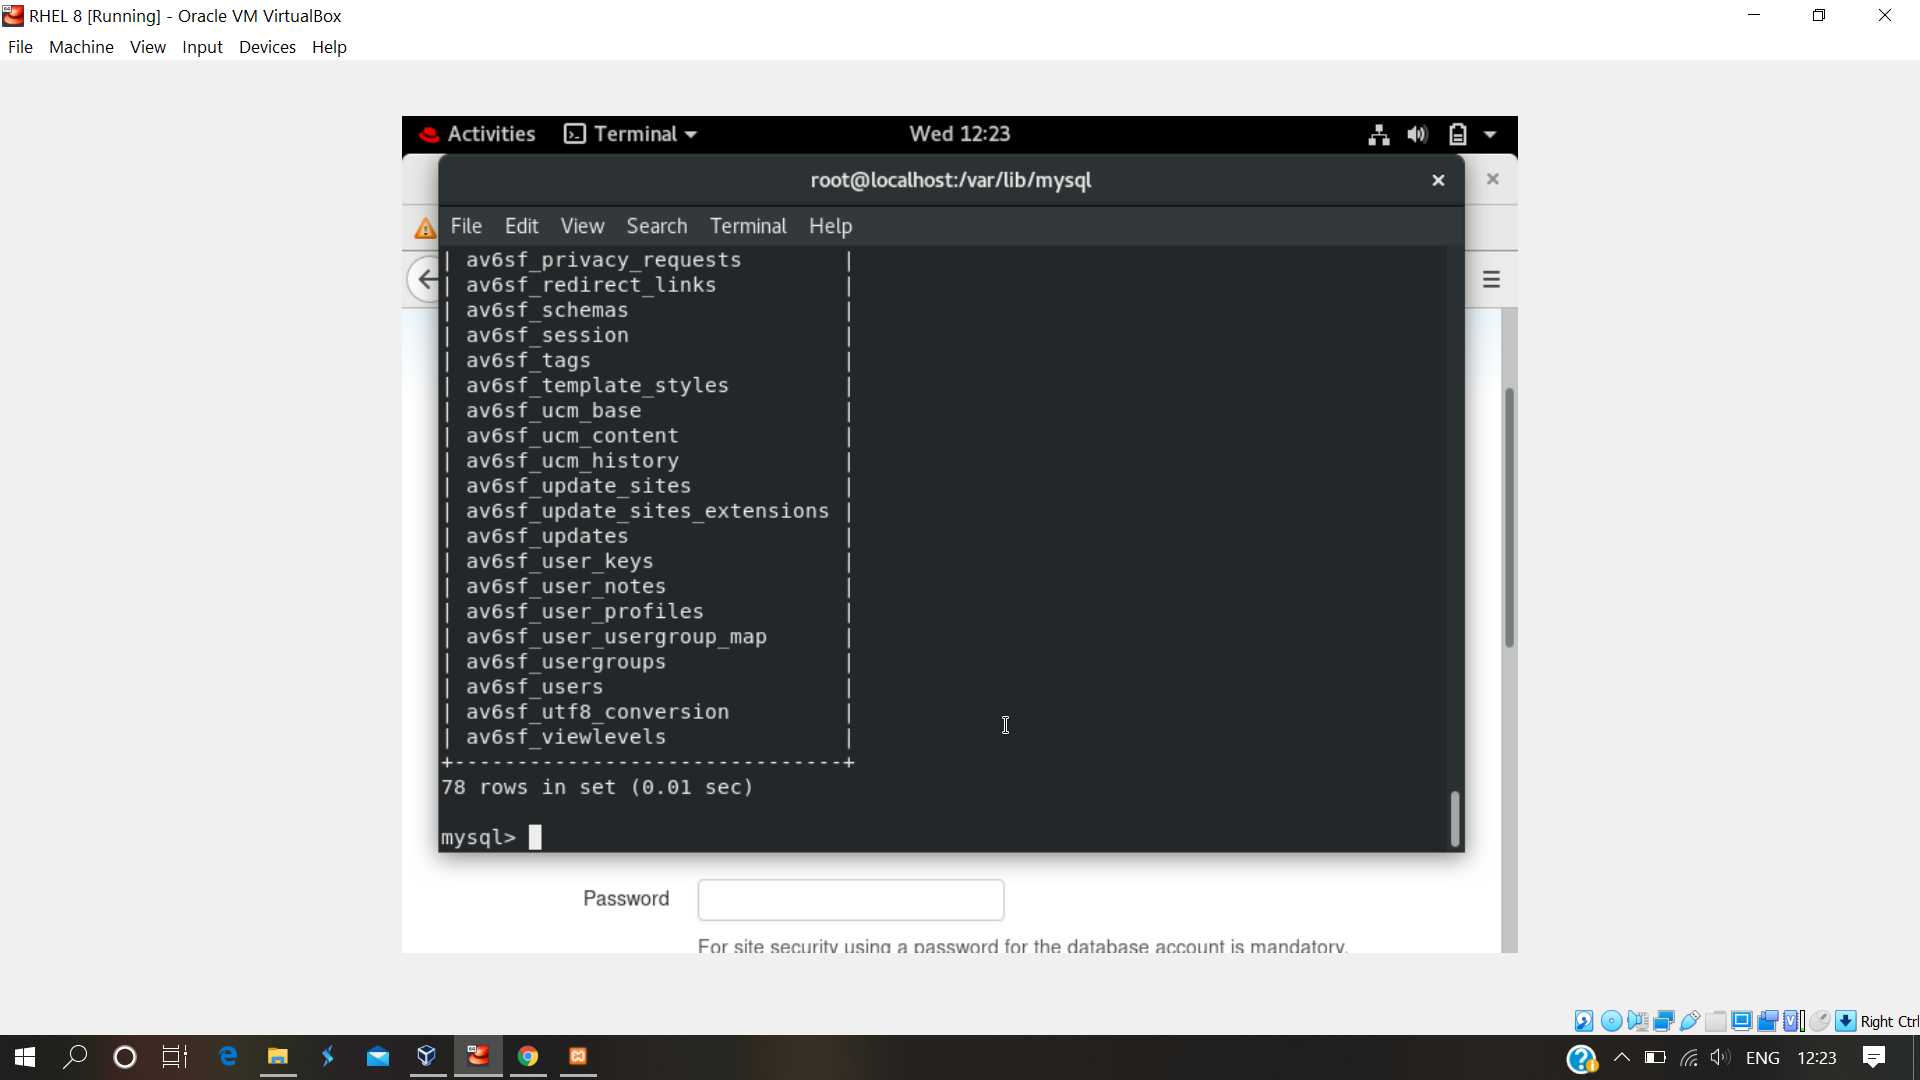 RHEL 8 [Running] - Oracle VM VirtualBox
File Machine View Input Devices Help
Activities Terminal Wed 12:23
root@localhost:/var/lib/mysql
File Edit View Search Terminal Help
| av6sf_privacy_requests |
| av6sf_redirect_links |
| av6sf_schemas |
| av6sf_session |
| av6sf_tags |
| av6sf_template_styles |
| av6sf_ucm_base |
| av6sf_ucm_content |
| av6sf_ucm_history |
| av6sf_update_sites |
| av6sf_update_sites_extensions |
| av6sf_updates |
| av6sf_user_keys |
| av6sf_user_notes |
| av6sf_user_profiles |
| av6sf_user_usergroup_map |
| av6sf_usergroups |
| av6sf_users |
| av6sf_utf8_conversion |
| av6sf_viewlevels |
+-------------------------------+
78 rows in set (0.01 sec)
mysql>
Password
For site security using a password for the database account is mandatory.
Right Ctrl
ENG 12:23